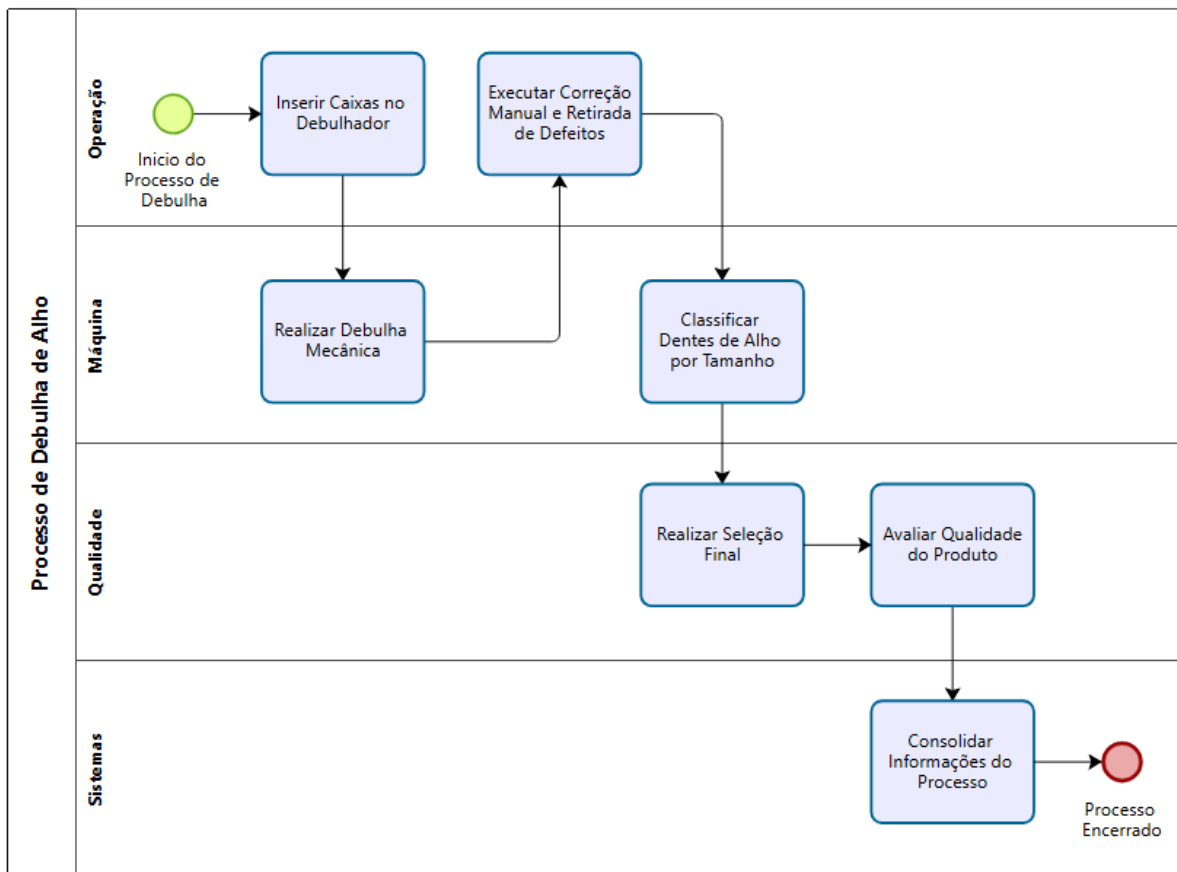 Processo de Debulha de Alho
Operação
Inicio do
Processo de
Debulha
Inserir Caixas no
Debulhador
Executar Correção
Manual e Retirada
de Defeitos
Máquina
Realizar Debulha
Mecânica
Classificar
Dentes de Alho
por Tamanho
Qualidade
Realizar Seleção
Final
Avaliar Qualidade
do Produto
Sistemas
Consolidar
Informações do
Processo
Processo
Encerrado